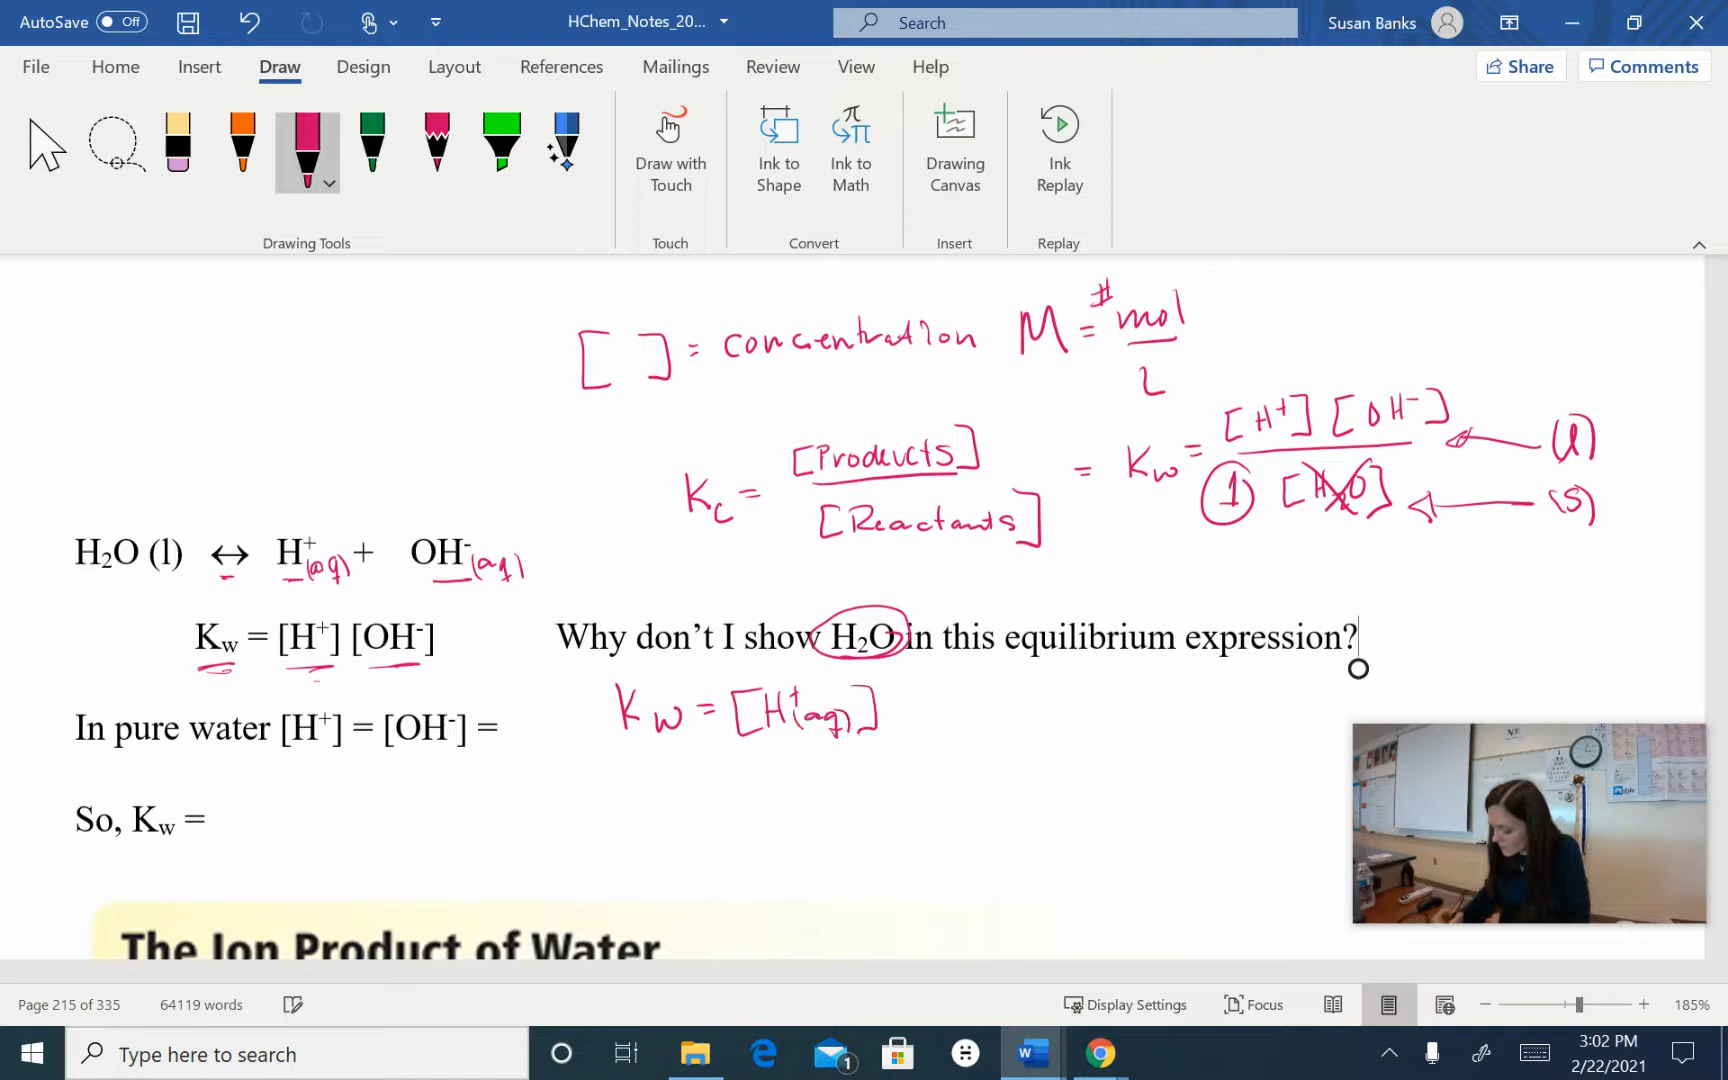 AutoSave Off HChem_Notes_20... Search Susan Banks
File Home Insert Draw Design Layout References Mailings Review View Help Share Comments
Draw with Touch Ink to Shape Ink to Math Drawing Canvas Ink Replay
Drawing Tools Touch Convert Insert Replay
[ ] = concentration M = # mol / L
Kc = [Products] / [Reactants] = Kw = [H+] [OH-] / 1 [H2O]
(l)
(s)
H2O (l) ↔ H+(aq) + OH-(aq)
Kw = [H+] [OH-] Why don’t I show H2O in this equilibrium expression?
Kw = [H+(aq)]
In pure water [H+] = [OH-] =
So, Kw =
The Ion Product of Water
Page 215 of 335 64119 words Display Settings Focus 185%
Type here to search 1 3:02 PM
2/22/2021